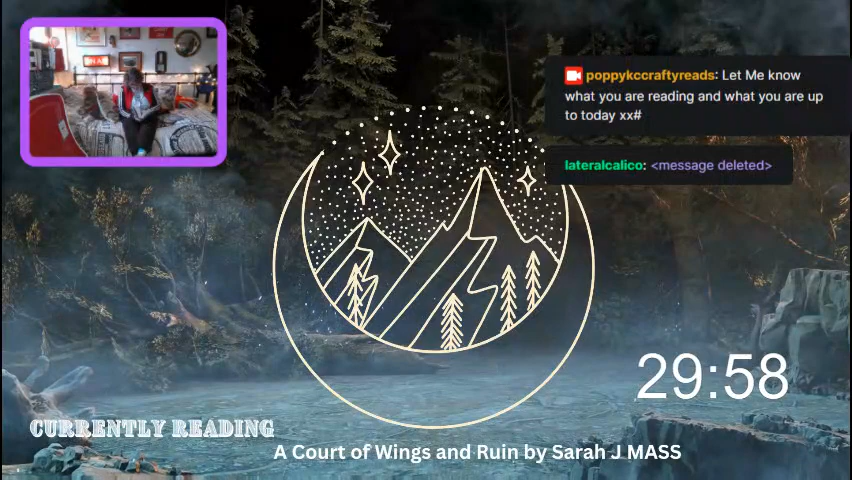 poppykccraftyreads: Let Me know
what you are reading and what you are up
to today xx#
lateralcalico: <message deleted>
29:58
CURRENTLY READING
A Court of Wings and Ruin by Sarah J MASS